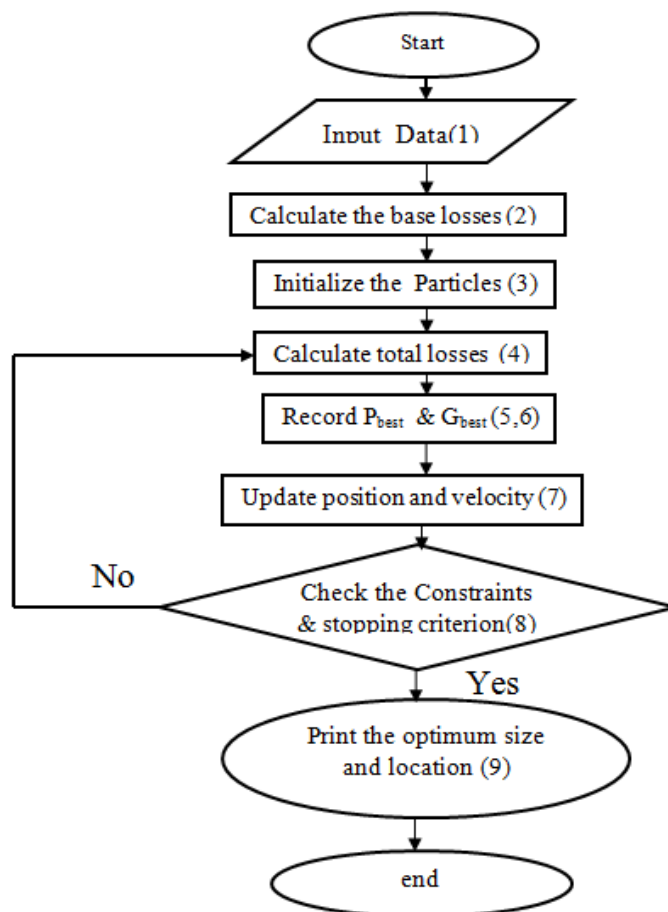 Start
Input Data(1)
Calculate the base losses (2)
Initialize the Particles (3)
Calculate total losses (4)
Record Pbest & Gbest (5,6)
Update position and velocity (7)
No
Check the Constraints
& stopping criterion(8)
Yes
Print the optimum size
and location (9)
end